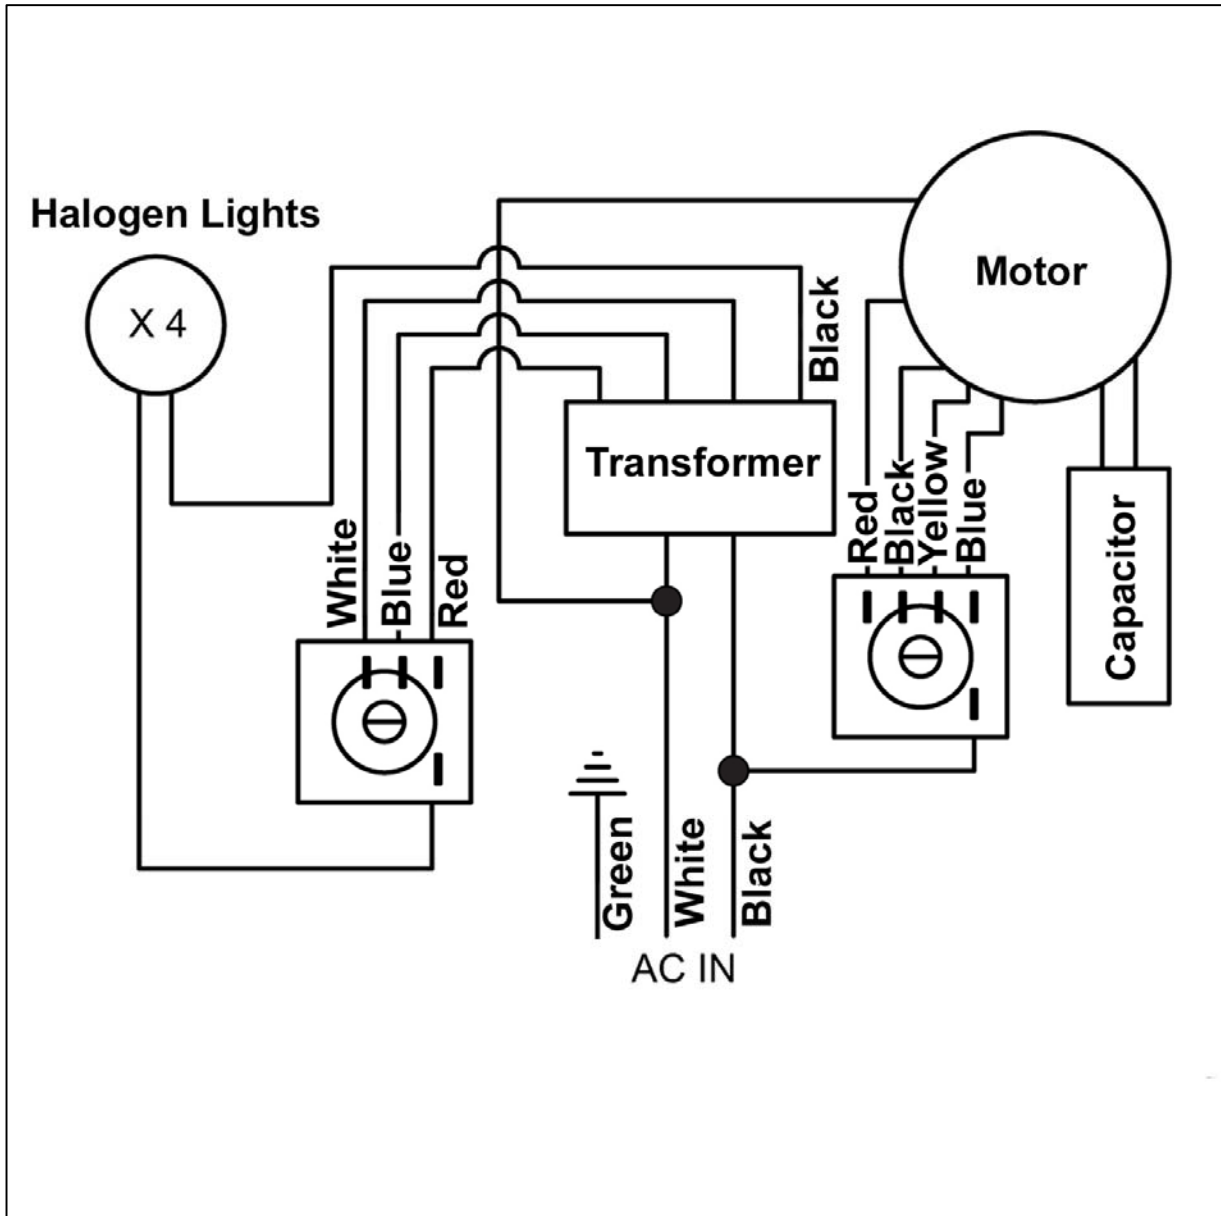 Halogen Lights
X 4
Motor
Black
Transformer
Red
Black
Yellow
Blue
Capacitor
White
Blue
Red
Green
White
Black
AC IN